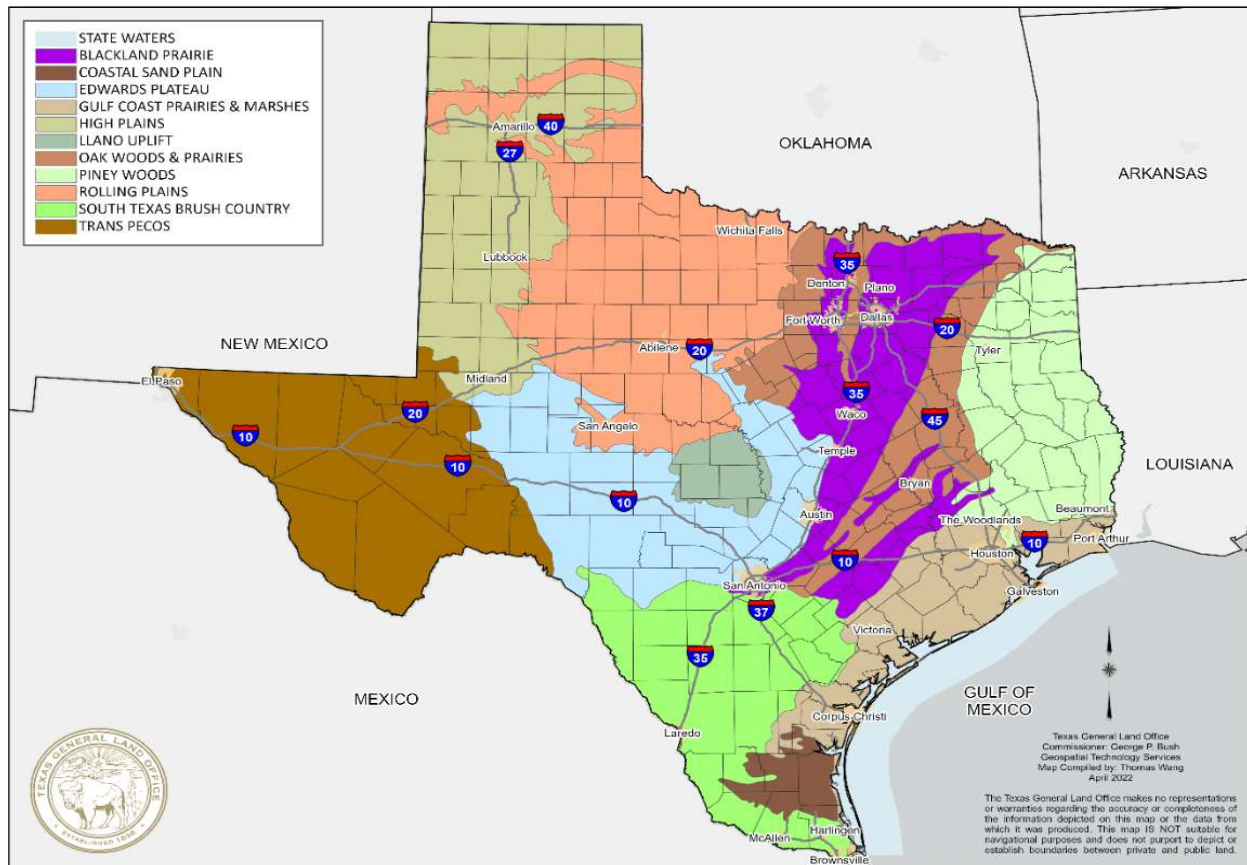 STATE WATERS
BLACKLAND PRAIRIE
COASTAL SAND PLAIN
EDWARDS PLATEAU
GULF COAST PRAIRIES & MARSHES
HIGH PLAINS
LLANO UPLIFT
OAK WOODS & PRAIRIES
PINEY WOODS
ROLLING PLAINS
SOUTH TEXAS BRUSH COUNTRY
TRANS PECOS
Amarillo
40
27
OKLAHOMA
ARKANSAS
Wichita Falls
Lubbock
35
Denton
Plano
Fort Worth
Dallas
20
NEW MEXICO
Abilene
20
Tyler
El Paso
Midland
35
20
Waco
45
San Angelo
10
10
Temple
LOUISIANA
Bryan
10
Austin
The Woodlands
Beaumont
10
Port Arthur
10
Houston
San Antonio
Galveston
37
Victoria
35
MEXICO
GULF OF
MEXICO
Corpus Christi
Laredo
Harlingen
McAllen
Brownsville
TEXAS GENERAL LAND OFFICE
ESTABLISHED 1836
Texas General Land Office
Commissioner: George P. Bush
Geospatial Technology Services
Map Compiled by: Thomas Wang
April 2022
The Texas General Land Office makes no representations
or warranties regarding the accuracy or completeness of
the information depicted on this map or the data from
which it was produced. This map IS NOT suitable for
navigational purposes and does not purport to depict or
establish boundaries between private and public land.